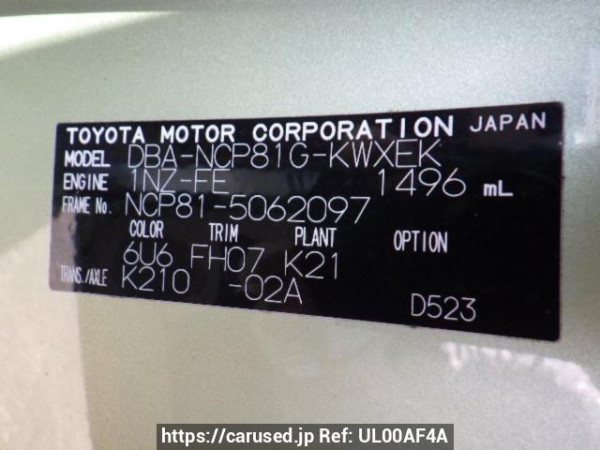 TOYOTA MOTOR CORPORATION JAPAN
MODEL DBA-NCP81G-KWXEK
ENGINE 1NZ-FE 1496 mL
FRAME No. NCP81-5062097
COLOR TRIM PLANT OPTION
6U6 FH07 K21
TRANS./AXLE K210 -02A
D523
https://carused.jp Ref: UL00AF4A